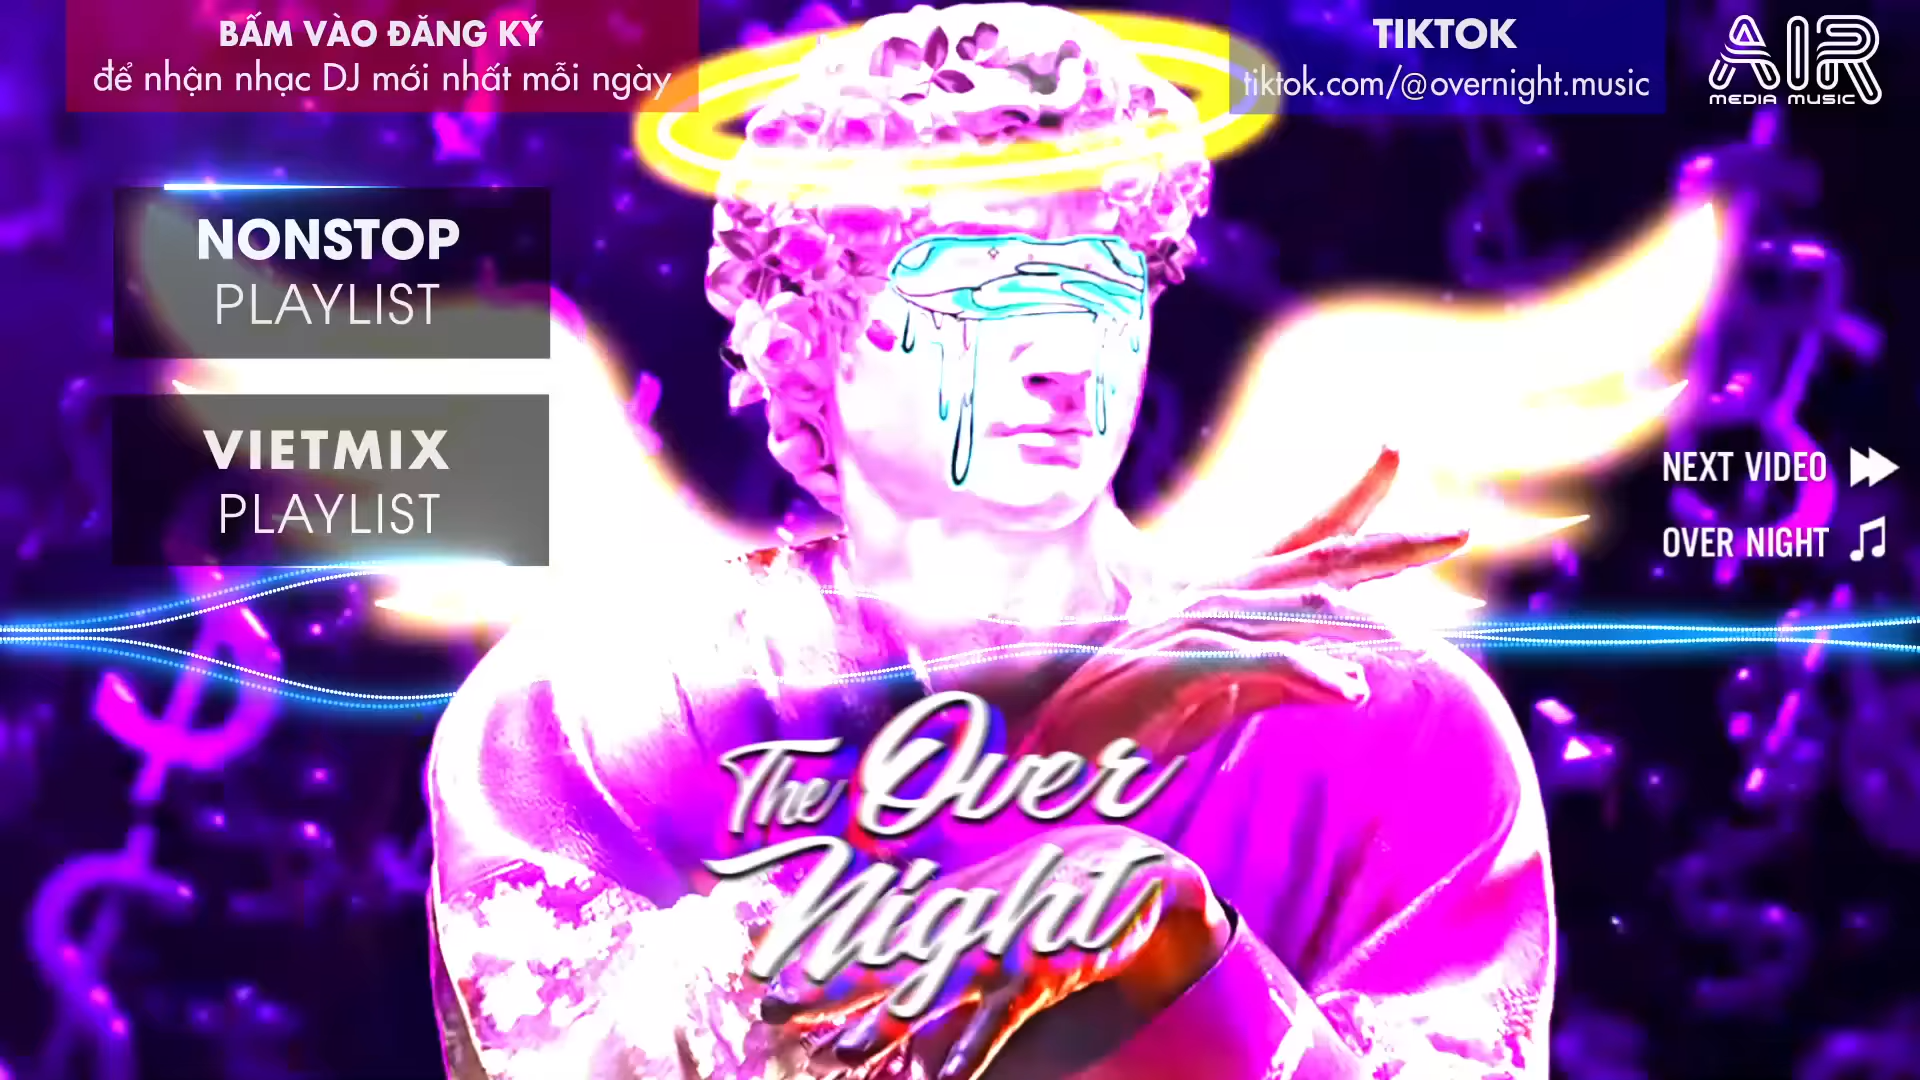 BẤM VÀO ĐĂNG KÝ
để nhận nhạc DJ mới nhất mỗi ngày
TIKTOK
tiktok.com/@overnight.music
AIR
MEDIA MUSIC
NONSTOP
PLAYLIST
VIETMIX
PLAYLIST
NEXT VIDEO
OVER NIGHT
The Over
Night